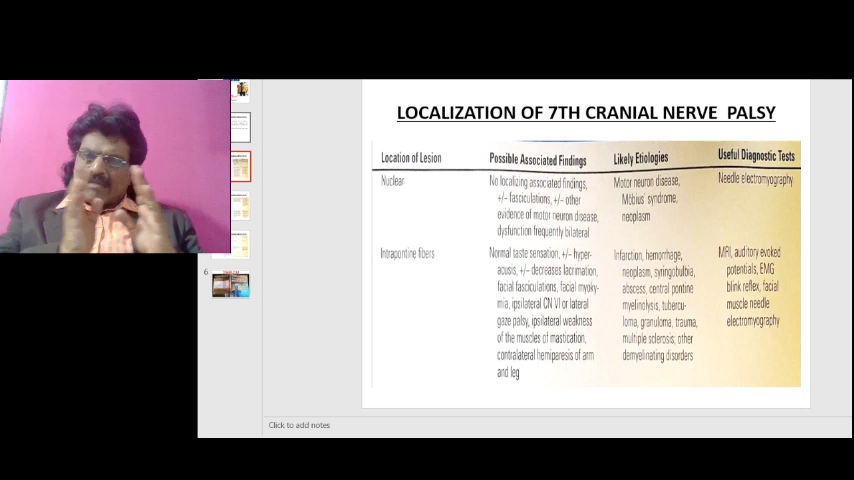 LOCALIZATION OF 7TH CRANIAL NERVE PALSY
Location of Lesion Possible Associated Findings Likely Etiologies Useful Diagnostic Tests
Nuclear
No localizing associated findings,
+/– fasciculations, +/– other
evidence of motor neuron disease,
dysfunction frequently bilateral
Motor neuron disease,
Möbius' syndrome,
neoplasm
Needle electromyography
Intrapontine fibers
Normal taste sensation, +/– hyper-
acusis, +/– decreases lacrimation,
facial fasciculations, facial myoky-
mia, ipsilateral CN VI or lateral
gaze palsy, ipsilateral weakness
of the muscles of mastication,
contralateral hemiparesis of arm
and leg
Infarction, hemorrhage,
neoplasm, syringobulbia,
abscess, central pontine
myelinolysis, tubercu-
loma, granuloma, trauma,
multiple sclerosis, other
demyelinating disorders
MRI, auditory evoked
potentials, EMG
blink reflex, facial
muscle needle
electromyography
6
Click to add notes